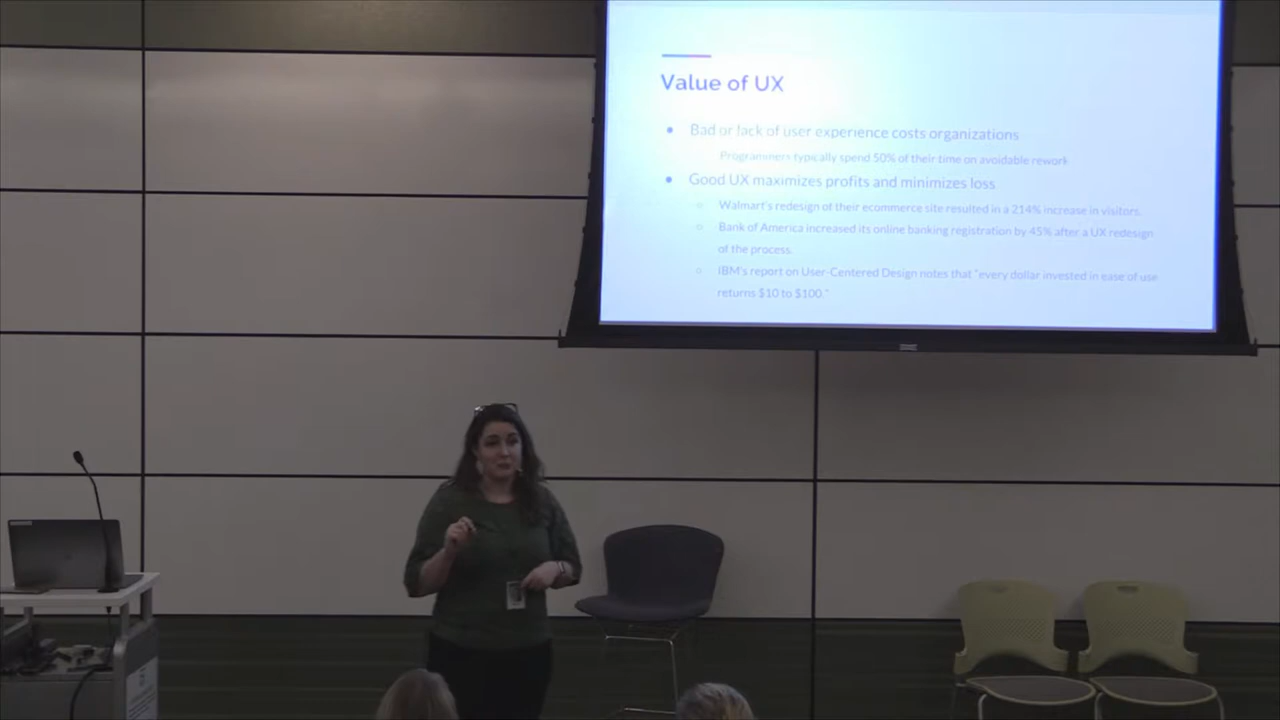 Value of UX
Bad or lack of user experience costs organizations
Programmers typically spend 50% of their time on avoidable rework
Good UX maximizes profits and minimizes loss
Walmart's redesign of their ecommerce site resulted in a 214% increase in visitors.
Bank of America increased its online banking registration by 45% after a UX redesign
of the process.
IBM's report on User-Centered Design notes that "every dollar invested in ease of use
returns $10 to $100."